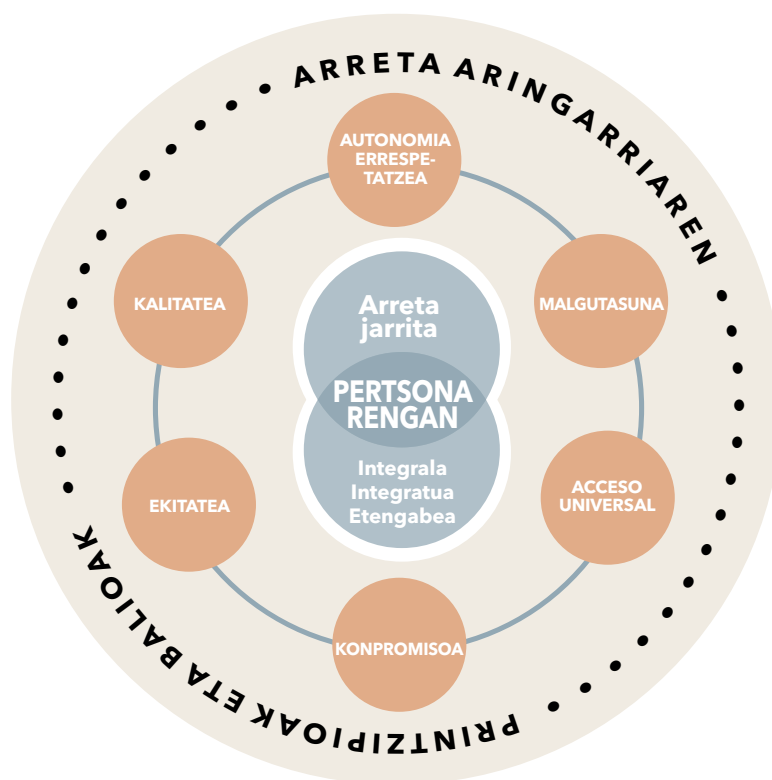 ARRETA ARINGARRIAREN
PRINTZIPIOAK ETA BALIOAK
AUTONOMIA
ERRESPE-
TATZEA
MALGUTASUNA
ACCESO
UNIVERSAL
KONPROMISOA
EKITATEA
KALITATEA
Arreta
jarrita
PERTSONA
RENGAN
Integrala
Integratua
Etengabea